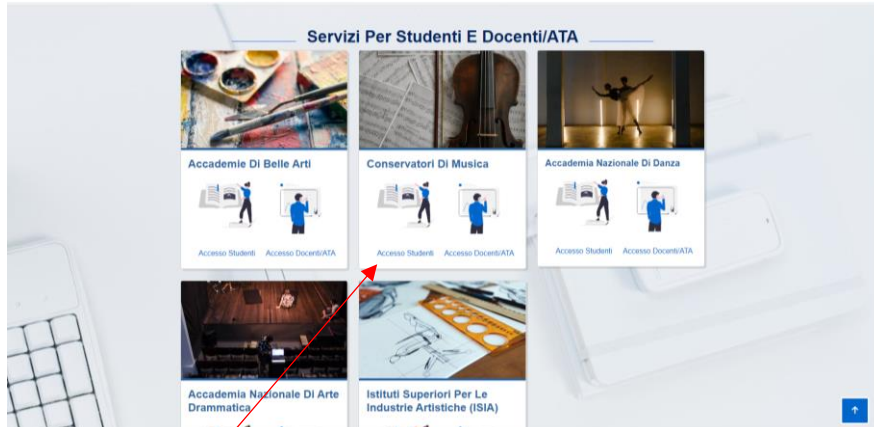 Servizi Per Studenti E Docenti/ATA
Accademie Di Belle Arti
Accesso Studenti Accesso Docenti/ATA
Conservatori Di Musica
Accesso Studenti Accesso Docenti/ATA
Accademia Nazionale Di Danza
Accesso Studenti Accesso Docenti/ATA
Accademia Nazionale Di Arte
Drammatica
Istituti Superiori Per Le
Industrie Artistiche (ISIA)